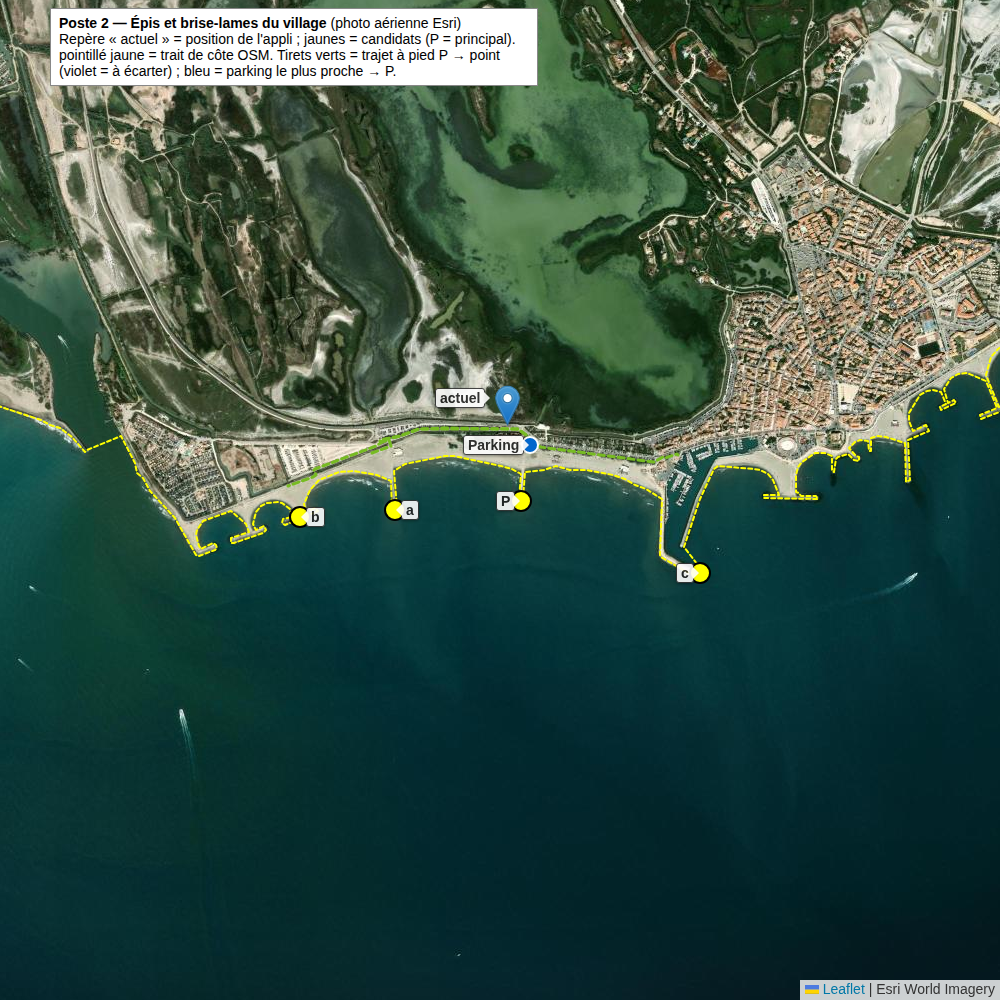 Poste 2 — Épis et brise-lames du village (photo aérienne Esri)
Repère « actuel » = position de l'appli ; jaunes = candidats (P = principal).
pointillé jaune = trait de côte OSM. Tirets verts = trajet à pied P → point
(violet = à écarter) ; bleu = parking le plus proche → P.
actuel
Parking
P
a
b
c
Leaflet | Esri World Imagery